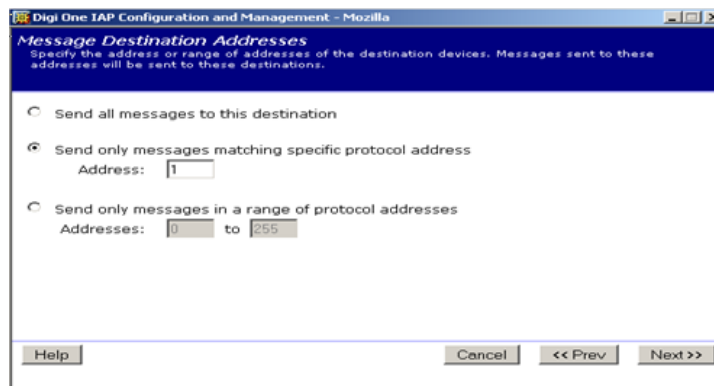 Digi One IAP Configuration and Management - Mozilla
Message Destination Addresses
Specify the address or range of addresses of the destination devices. Messages sent to these
addresses will be sent to these destinations.
Send all messages to this destination
Send only messages matching specific protocol address
Address: 1
Send only messages in a range of protocol addresses
Addresses: 0 to 255
Help Cancel << Prev Next >>